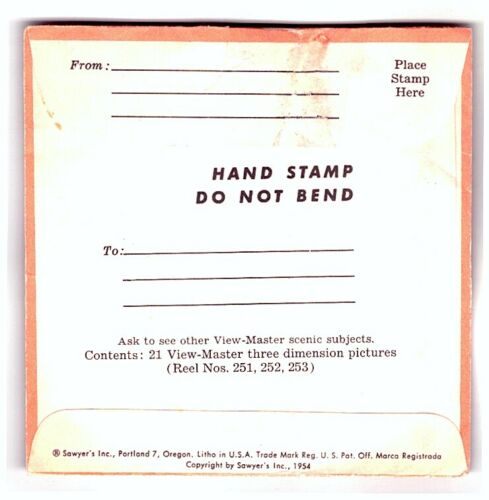 From:
Place
Stamp
Here
HAND STAMP
DO NOT BEND
To:
Ask to see other View-Master scenic subjects.
Contents: 21 View-Master three dimension pictures
(Reel Nos. 251, 252, 253)
® Sawyer's Inc., Portland 7, Oregon. Litho in U.S.A. Trade Mark Reg. U. S. Pat. Off. Marca Registrada
Copyright by Sawyer's Inc., 1954